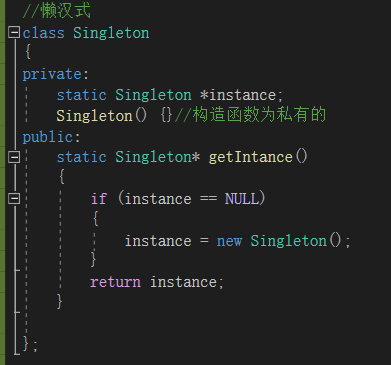 //懒汉式
class Singleton
{
private:
    static Singleton *instance;
    Singleton() {}//构造函数为私有的
public:
    static Singleton* getIntance()
    {
        if (instance == NULL)
        {
            instance = new Singleton();
        }
        return instance;
    }
};